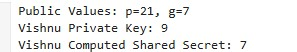 Public Values: p=21, g=7
Vishnu Private Key: 9
Vishnu Computed Shared Secret: 7